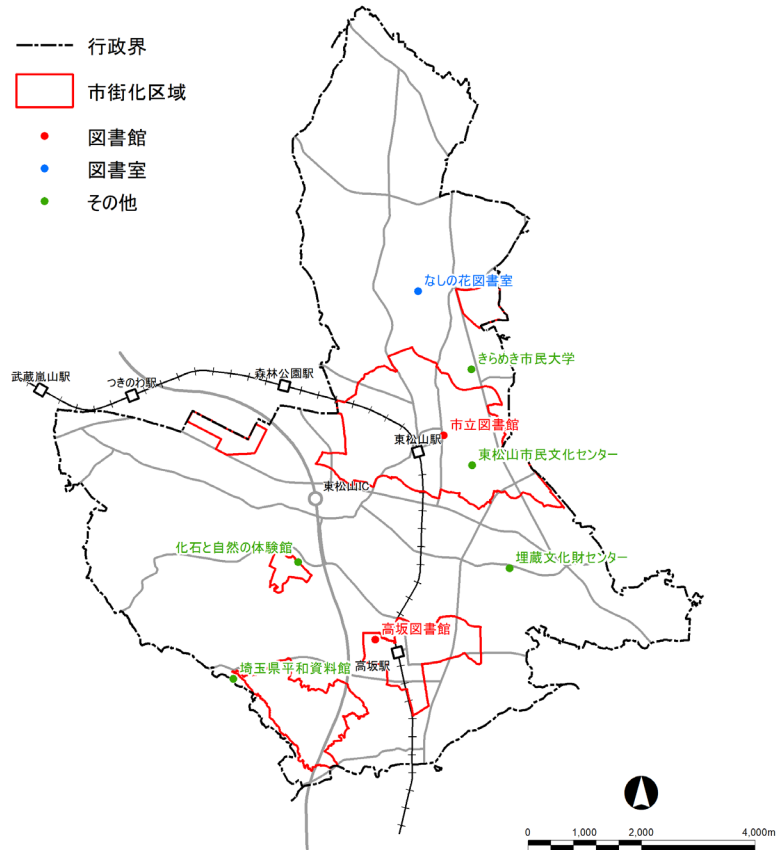 行政界
市街化区域
図書館
図書室
その他
なしの花図書室
きらめき市民大学
武蔵嵐山駅
つきのわ駅
森林公園駅
市立図書館
東松山駅
東松山市民文化センター
東松山IC
化石と自然の体験館
埋蔵文化財センター
高坂図書館
高坂駅
埼玉県平和資料館
0 1,000 2,000 4,000m